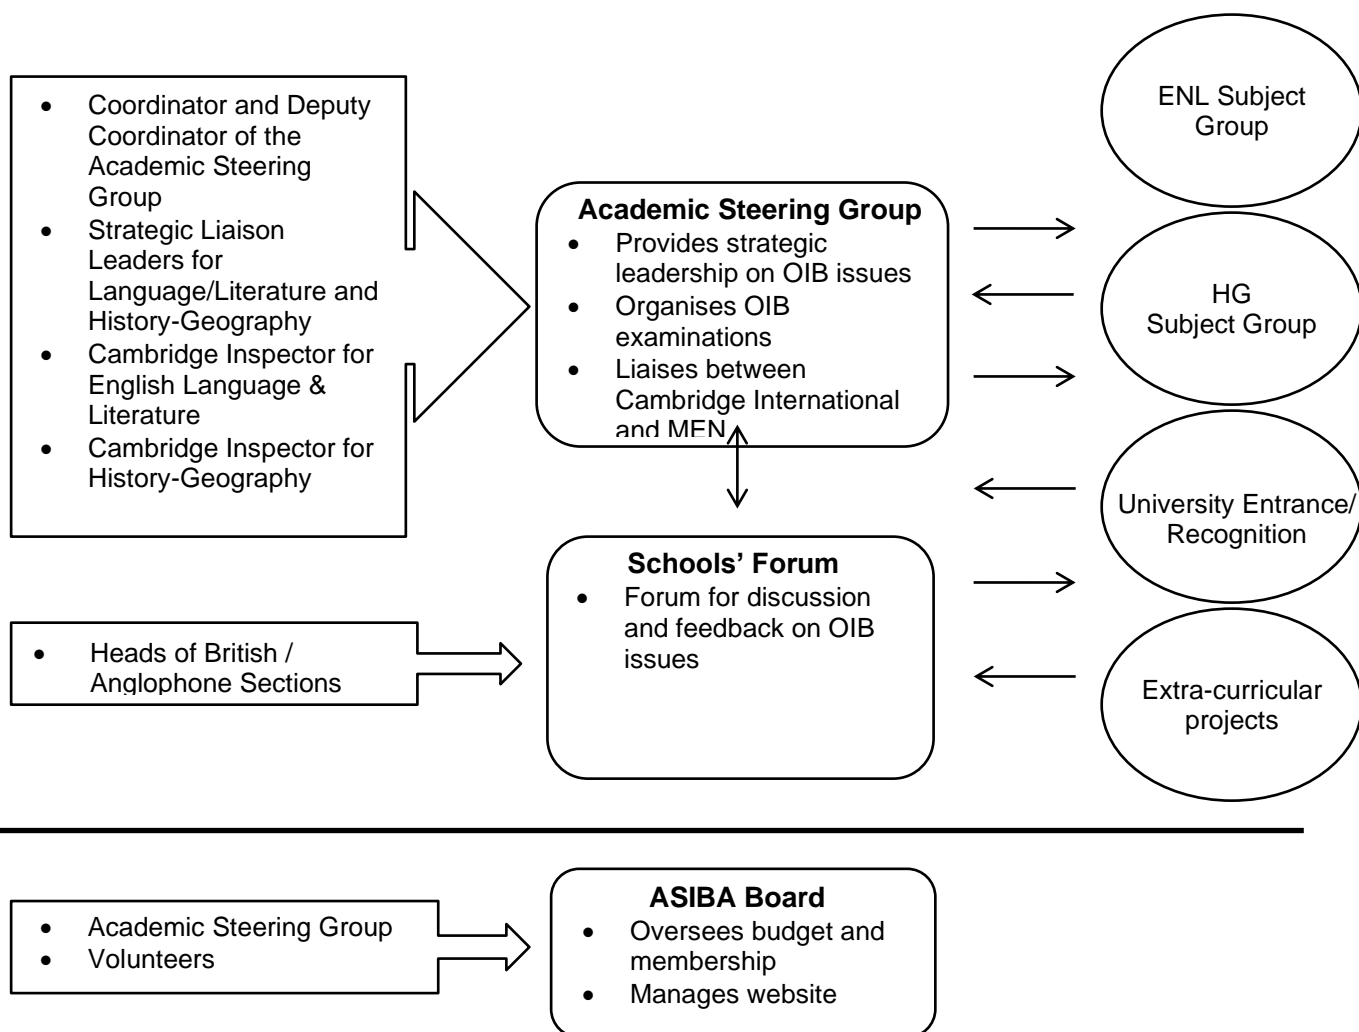 • Coordinator and Deputy
Coordinator of the
Academic Steering
Group
• Strategic Liaison
Leaders for
Language/Literature and
History-Geography
• Cambridge Inspector for
English Language &
Literature
• Cambridge Inspector for
History-Geography
Academic Steering Group
• Provides strategic
leadership on OIB issues
• Organises OIB
examinations
• Liaises between
Cambridge International
and MEN
ENL Subject
Group
HG
Subject Group
University Entrance/
Recognition
Extra-curricular
projects
• Heads of British /
Anglophone Sections
Schools’ Forum
• Forum for discussion
and feedback on OIB
issues
• Academic Steering Group
• Volunteers
ASIBA Board
• Oversees budget and
membership
• Manages website